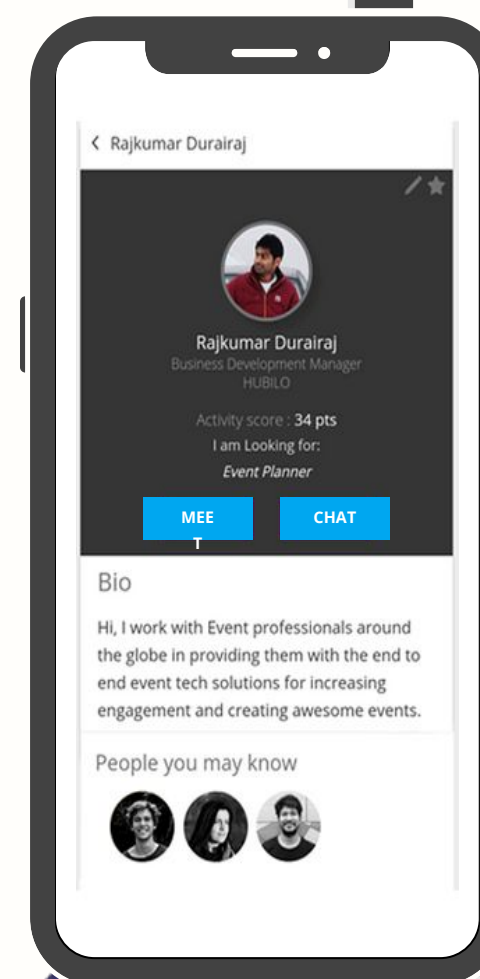 Rajkumar Durairaj
Rajkumar Durairaj
Business Development Manager
HUBILO
Activity score : 34 pts
I am Looking for:
Event Planner
MEE
T
CHAT
Bio
Hi, I work with Event professionals around
the globe in providing them with the end to
end event tech solutions for increasing
engagement and creating awesome events.
People you may know